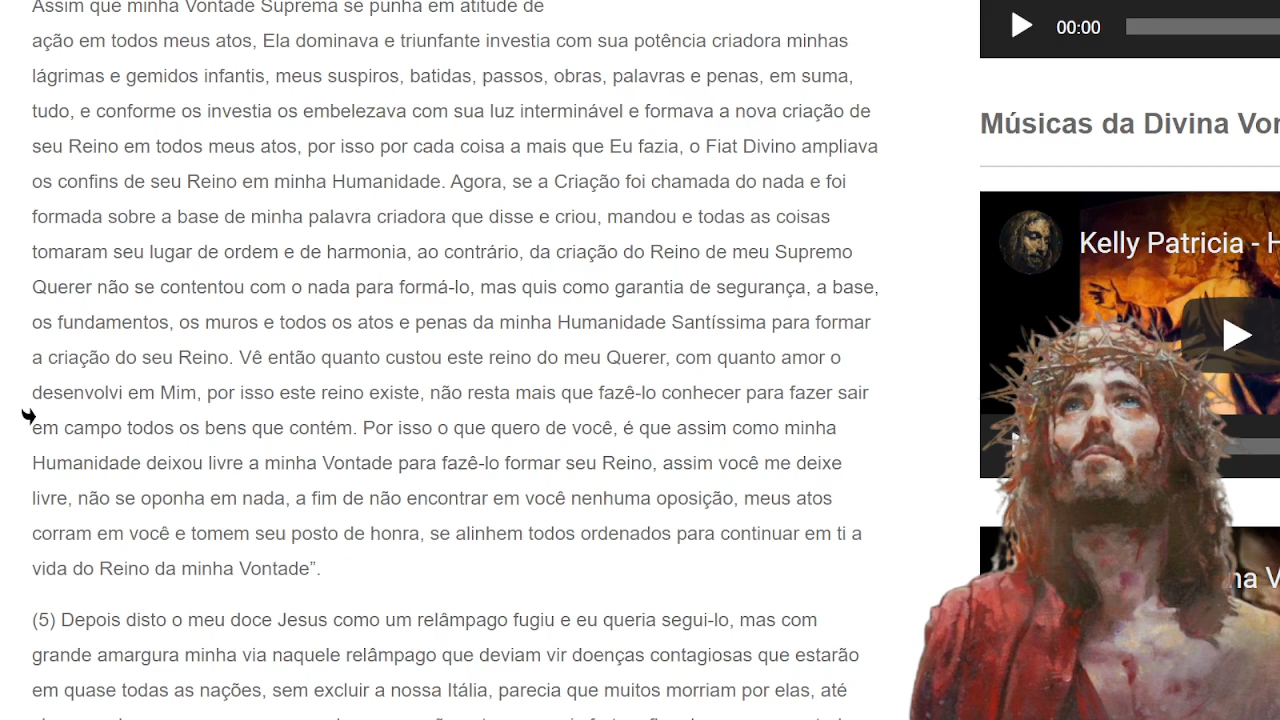 Assim que minha Vontade Suprema se punha em atitude de
ação em todos meus atos, Ela dominava e triunfante investia com sua potência criadora minhas
lágrimas e gemidos infantis, meus suspiros, batidas, passos, obras, palavras e penas, em suma,
tudo, e conforme os investia os embelezava com sua luz interminável e formava a nova criação de
seu Reino em todos meus atos, por isso por cada coisa a mais que Eu fazia, o Fiat Divino ampliava
os confins de seu Reino em minha Humanidade. Agora, se a Criação foi chamada do nada e foi
formada sobre a base de minha palavra criadora que disse e criou, mandou e todas as coisas
tomaram seu lugar de ordem e de harmonia, ao contrário, da criação do Reino de meu Supremo
Querer não se contentou com o nada para formá-lo, mas quis como garantia de segurança, a base,
os fundamentos, os muros e todos os atos e penas da minha Humanidade Santíssima para formar
a criação do seu Reino. Vê então quanto custou este reino do meu Querer, com quanto amor o
desenvolvi em Mim, por isso este reino existe, não resta mais que fazê-lo conhecer para fazer sair
em campo todos os bens que contém. Por isso o que quero de você, é que assim como minha
Humanidade deixou livre a minha Vontade para fazê-lo formar seu Reino, assim você me deixe
livre, não se oponha em nada, a fim de não encontrar em você nenhuma oposição, meus atos
corram em você e tomem seu posto de honra, se alinhem todos ordenados para continuar em ti a
vida do Reino da minha Vontade”.
(5) Depois disto o meu doce Jesus como um relâmpago fugiu e eu queria segui-lo, mas com
grande amargura minha via naquele relâmpago que deviam vir doenças contagiosas que estarão
em quase todas as nações, sem excluir a nossa Itália, parecia que muitos morriam por elas, até
00:00
Músicas da Divina Von
Kelly Patricia - H
na V